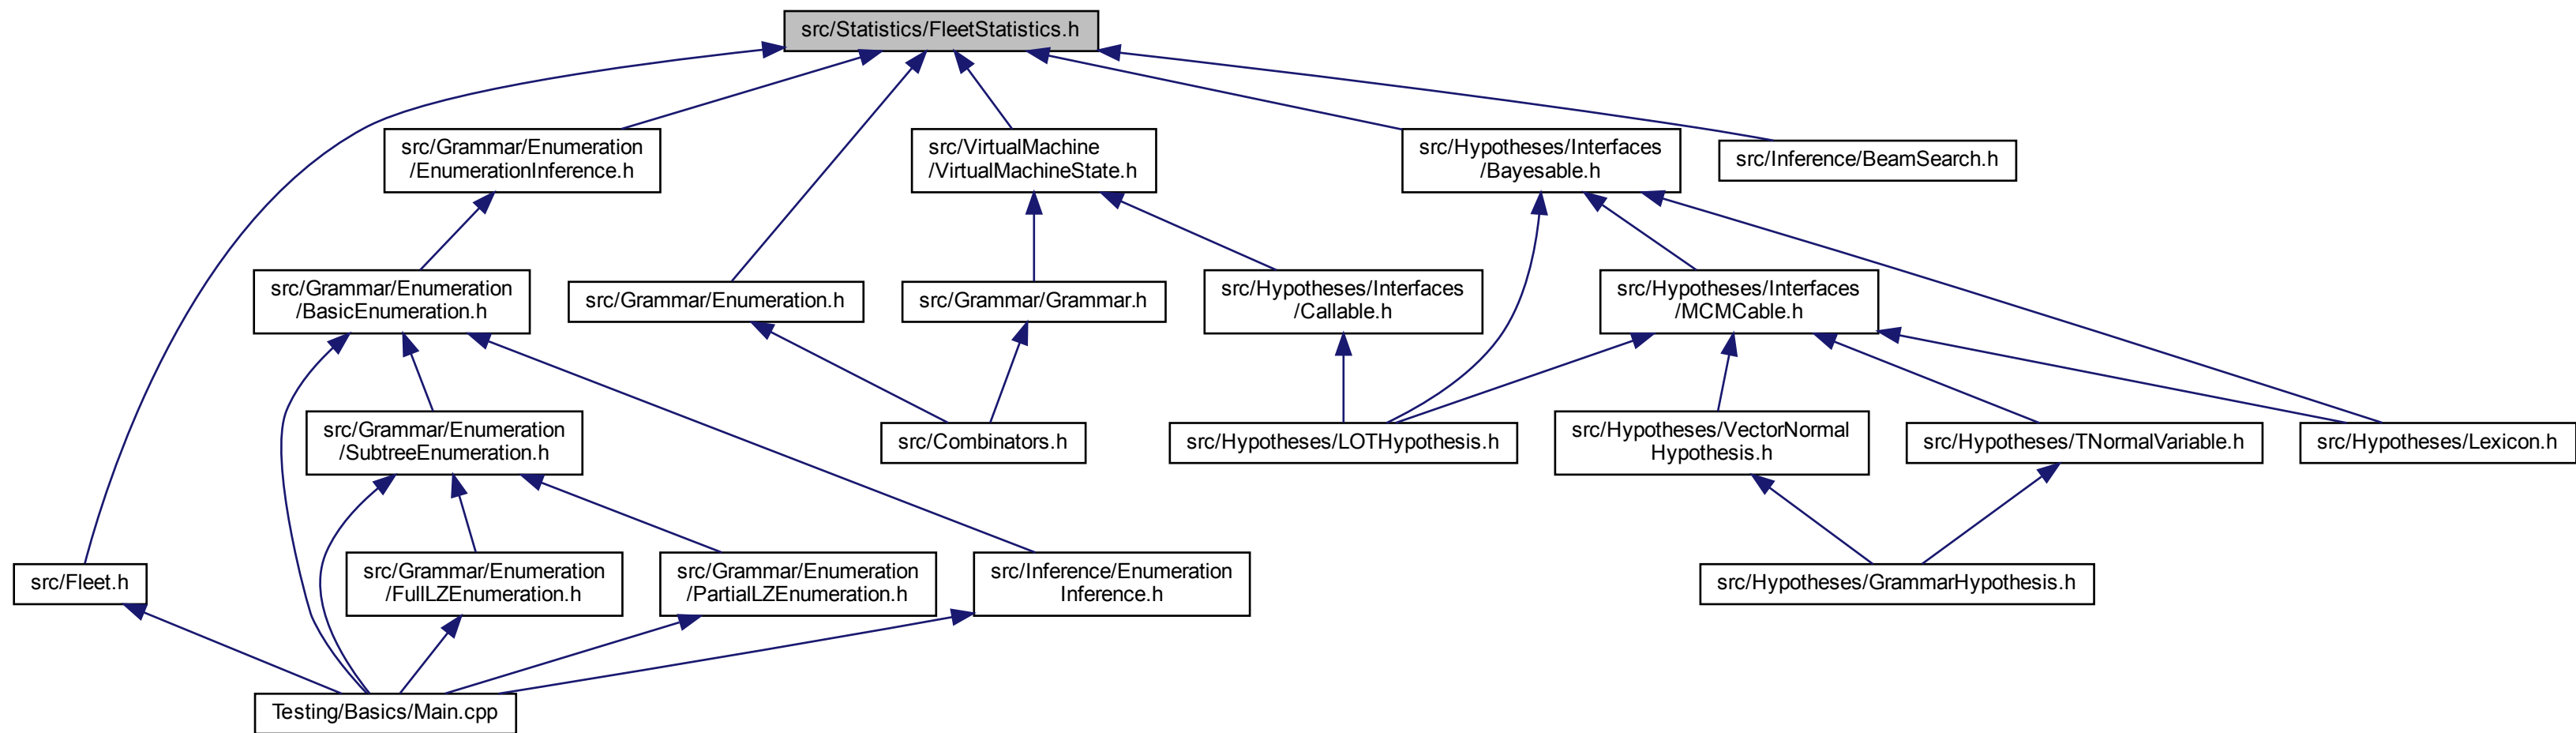 src/Statistics/FleetStatistics.h
src/Grammar/Enumeration
/EnumerationInference.h
src/VirtualMachine
/VirtualMachineState.h
src/Hypotheses/Interfaces
/Bayesable.h
src/Inference/BeamSearch.h
src/Grammar/Enumeration
/BasicEnumeration.h
src/Grammar/Enumeration.h
src/Grammar/Grammar.h
src/Hypotheses/Interfaces
/Callable.h
src/Hypotheses/Interfaces
/MCMCable.h
src/Grammar/Enumeration
/SubtreeEnumeration.h
src/Combinators.h
src/Hypotheses/LOTHypothesis.h
src/Hypotheses/VectorNormal
Hypothesis.h
src/Hypotheses/TNormalVariable.h
src/Hypotheses/Lexicon.h
src/Fleet.h
src/Grammar/Enumeration
/FullLZEnumeration.h
src/Grammar/Enumeration
/PartialLZEnumeration.h
src/Inference/Enumeration
Inference.h
src/Hypotheses/GrammarHypothesis.h
Testing/Basics/Main.cpp